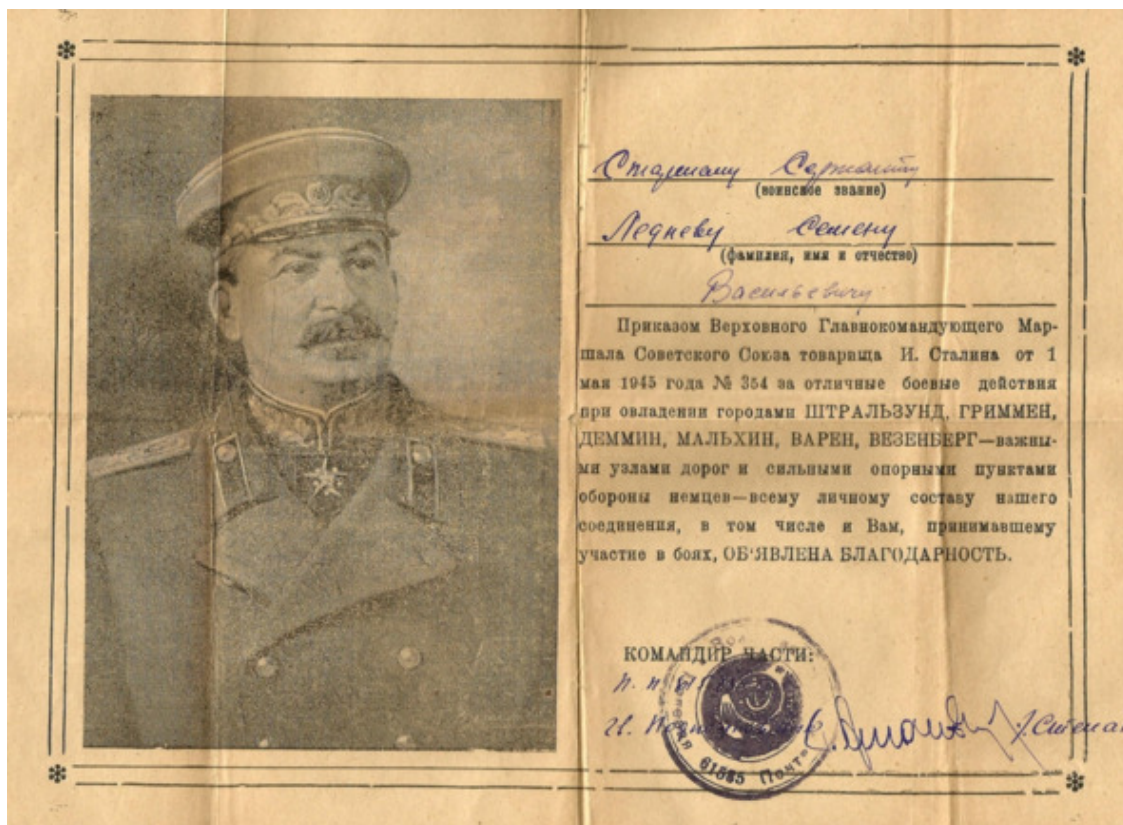 Старшему Сержанту
(воинское звание)
Ледневу Семену
(фамилия, имя и отчество)
Васильевичу
Приказом Верховного Главнокомандующего Мар-
шала Советского Союза товарища И. Сталина от 1
мая 1945 года № 354 за отличные боевые действия
при овладении городами ШТРАЛЬЗУНД, ГРИММЕН,
ДЕММИН, МАЛЬХИН, ВАРЕН, ВЕЗЕНБЕРГ—важны-
ми узлами дорог и сильными опорными пунктами
обороны немцев—всему личному составу нашего
соединения, в том числе и Вам, принимавшему
участие в боях, ОБ'ЯВЛЕНА БЛАГОДАРНОСТЬ.
КОМАНДИР ЧАСТИ:
61585